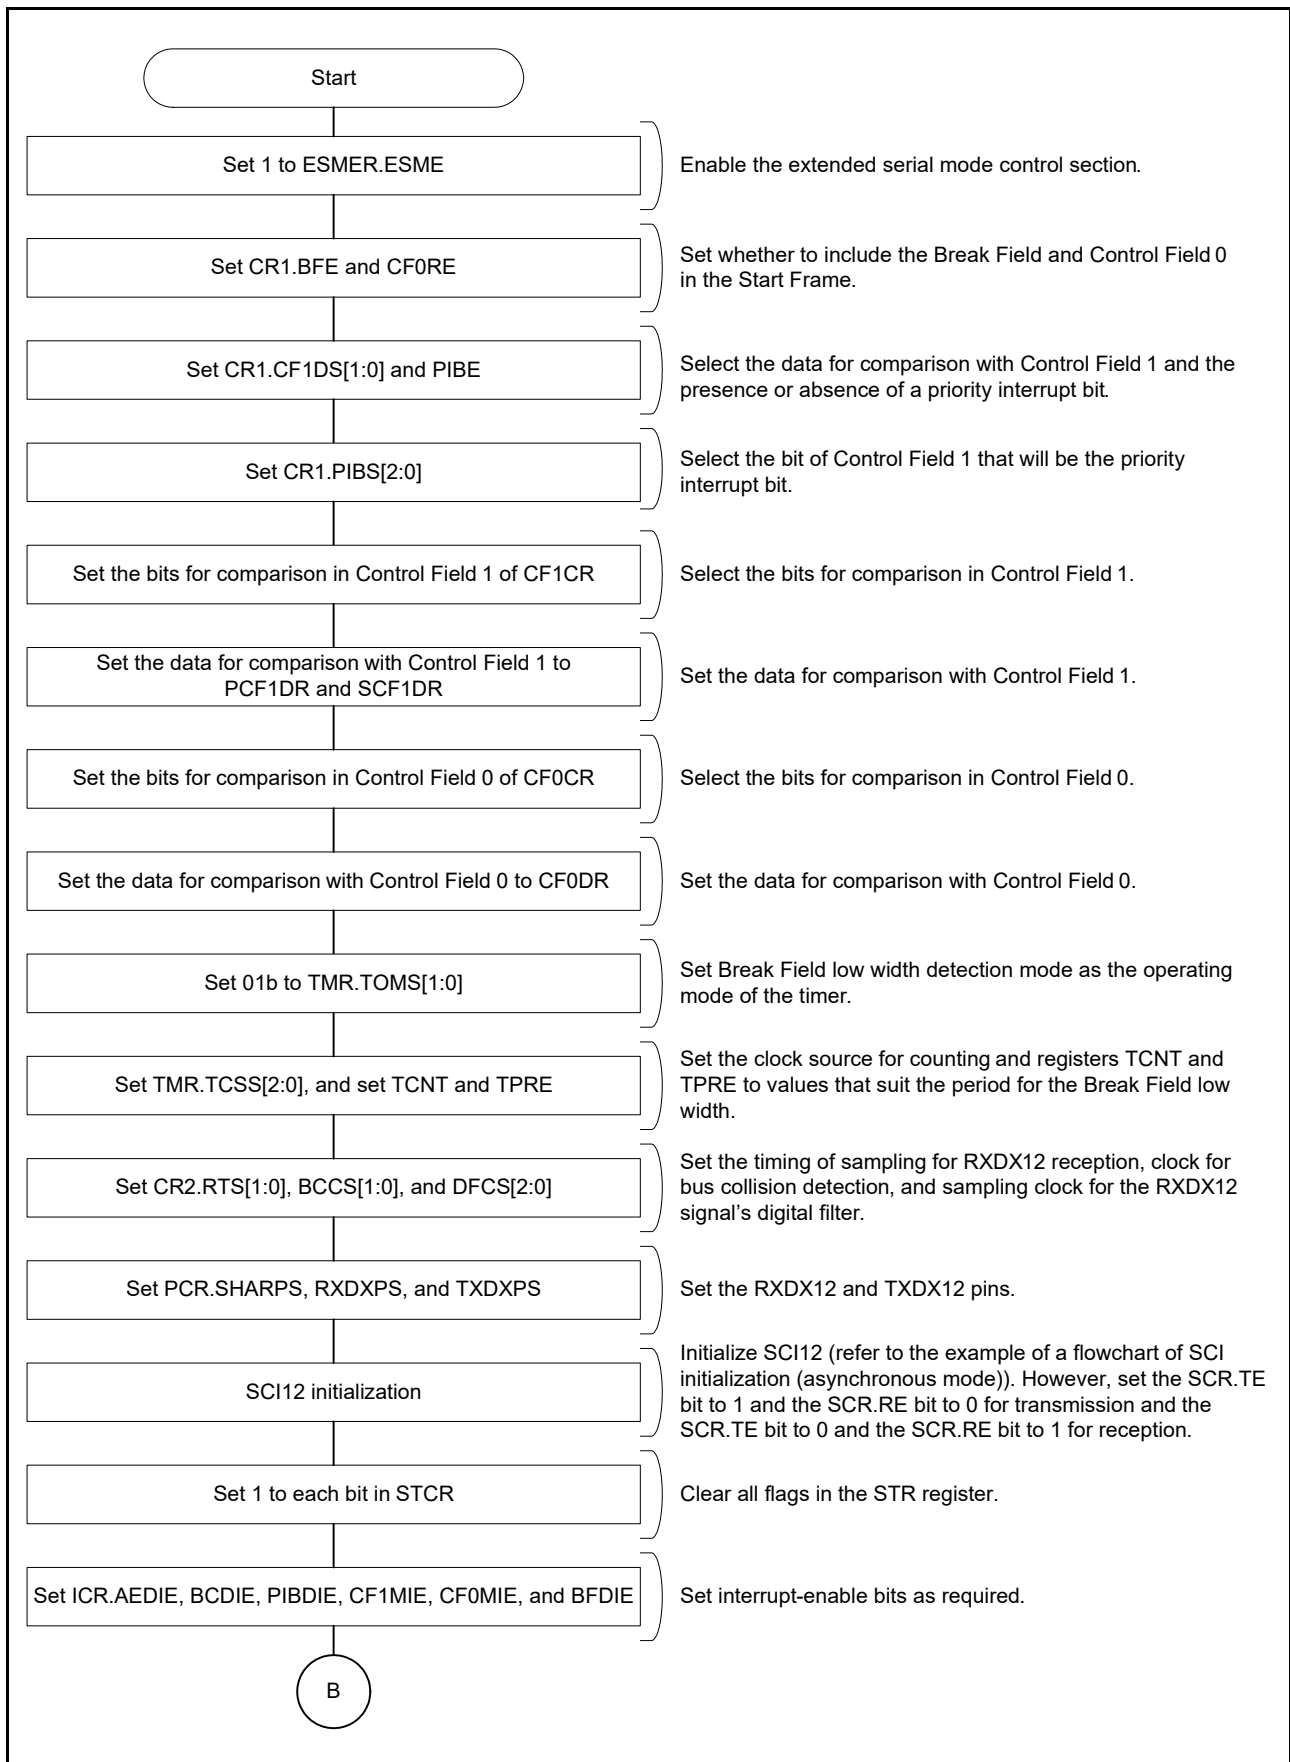 Start
Set 1 to ESMER.ESME
Enable the extended serial mode control section.
Set CR1.BFE and CF0RE
Set whether to include the Break Field and Control Field 0
in the Start Frame.
Set CR1.CF1DS[1:0] and PIBE
Select the data for comparison with Control Field 1 and the
presence or absence of a priority interrupt bit.
Set CR1.PIBS[2:0]
Select the bit of Control Field 1 that will be the priority
interrupt bit.
Set the bits for comparison in Control Field 1 of CF1CR
Select the bits for comparison in Control Field 1.
Set the data for comparison with Control Field 1 to
PCF1DR and SCF1DR
Set the data for comparison with Control Field 1.
Set the bits for comparison in Control Field 0 of CF0CR
Select the bits for comparison in Control Field 0.
Set the data for comparison with Control Field 0 to CF0DR
Set the data for comparison with Control Field 0.
Set 01b to TMR.TOMS[1:0]
Set Break Field low width detection mode as the operating
mode of the timer.
Set TMR.TCSS[2:0], and set TCNT and TPRE
Set the clock source for counting and registers TCNT and
TPRE to values that suit the period for the Break Field low
width.
Set CR2.RTS[1:0], BCCS[1:0], and DFCS[2:0]
Set the timing of sampling for RXDX12 reception, clock for
bus collision detection, and sampling clock for the RXDX12
signal's digital filter.
Set PCR.SHARPS, RXDXPS, and TXDXPS
Set the RXDX12 and TXDX12 pins.
SCI12 initialization
Initialize SCI12 (refer to the example of a flowchart of SCI
initialization (asynchronous mode)). However, set the SCR.TE
bit to 1 and the SCR.RE bit to 0 for transmission and the
SCR.TE bit to 0 and the SCR.RE bit to 1 for reception.
Set 1 to each bit in STCR
Clear all flags in the STR register.
Set ICR.AEDIE, BCDIE, PIBDIE, CF1MIE, CF0MIE, and BFDIE
Set interrupt-enable bits as required.
B